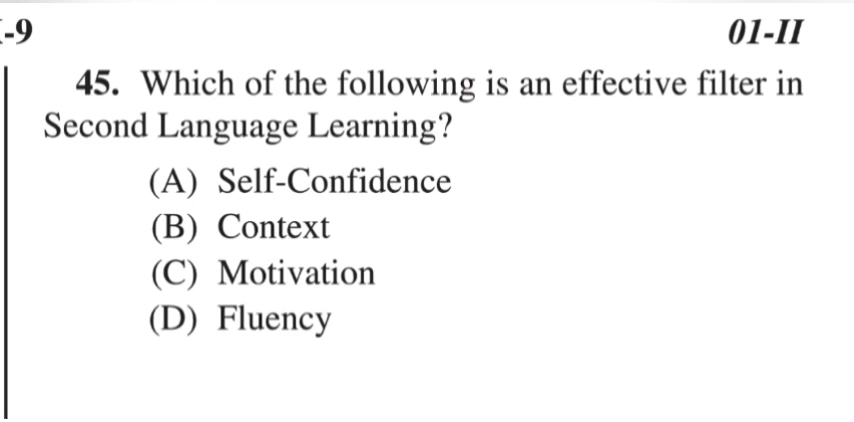 -9 01-II
45. Which of the following is an effective filter in
Second Language Learning?
(A) Self-Confidence
(B) Context
(C) Motivation
(D) Fluency